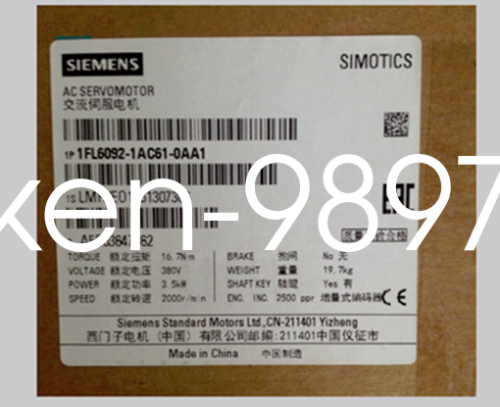 SIEMENS
SIMOTICS
AC SERVOMOTOR
交流伺服电机
1P 1FL6092-1AC61-0AA1
ken-9897
EAC
TORQUE 额定扭矩 16.7N·m BRAKE 抱闸 No 无
VOLTAGE 额定电压 380V WEIGHT 重量 19.7kg
POWER 额定功率 3.5kW SHAFT KEY 轴键 Yes 有
SPEED 额定转速 2000r/min ENC. INC. 2500 ppr 增量式编码器 CE
Siemens Standard Motors Ltd.,CN-211401 Yizheng
西门子电机（中国）有限公司邮编:211401中国仪征市
Made in China 中国制造